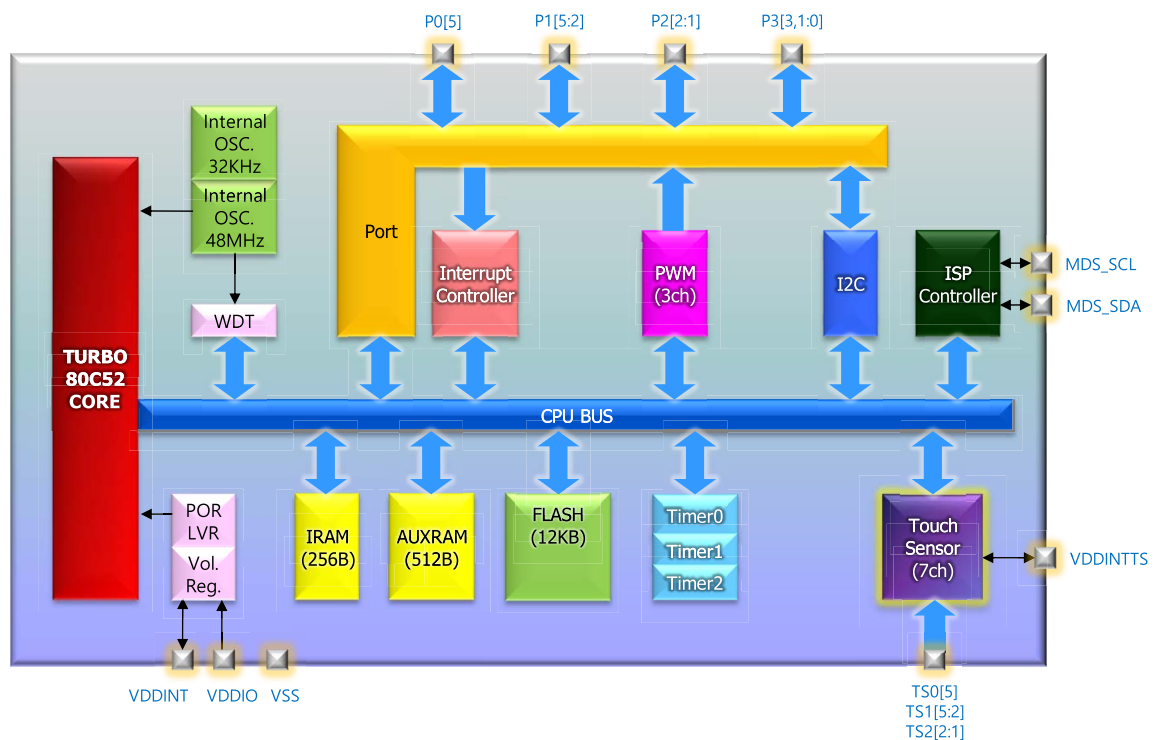 P0[5]
P1[5:2]
P2[2:1]
P3[3,1:0]
Internal
OSC.
32KHz
Internal
OSC.
48MHz
WDT
Port
Interrupt
Controller
PWM
(3ch)
I2C
ISP
Controller
MDS_SCL
MDS_SDA
TURBO
80C52
CORE
CPU BUS
POR
LVR
Vol.
Reg.
IRAM
(256B)
AUXRAM
(512B)
FLASH
(12KB)
Timer0
Timer1
Timer2
Touch
Sensor
(7ch)
VDDINTTS
VDDINT
VDDIO
VSS
TS0[5]
TS1[5:2]
TS2[2:1]